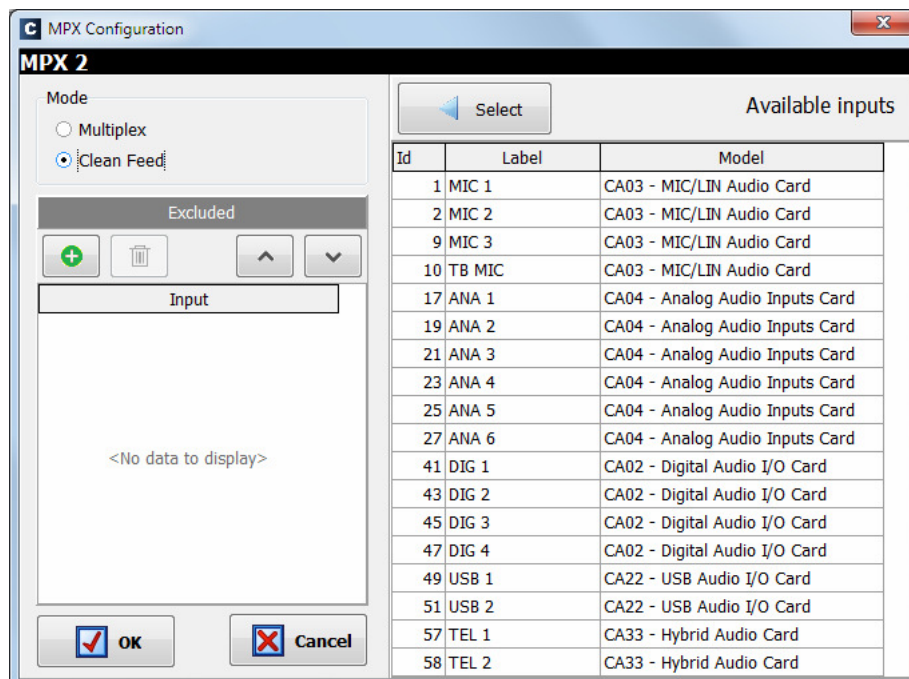 C MPX Configuration
MPX 2
Mode
Multiplex
Clean Feed
Excluded
Input
<No data to display>
OK
Cancel
Select
Available inputs
Id Label Model
1 MIC 1 CA03 - MIC/LIN Audio Card
2 MIC 2 CA03 - MIC/LIN Audio Card
9 MIC 3 CA03 - MIC/LIN Audio Card
10 TB MIC CA03 - MIC/LIN Audio Card
17 ANA 1 CA04 - Analog Audio Inputs Card
19 ANA 2 CA04 - Analog Audio Inputs Card
21 ANA 3 CA04 - Analog Audio Inputs Card
23 ANA 4 CA04 - Analog Audio Inputs Card
25 ANA 5 CA04 - Analog Audio Inputs Card
27 ANA 6 CA04 - Analog Audio Inputs Card
41 DIG 1 CA02 - Digital Audio I/O Card
43 DIG 2 CA02 - Digital Audio I/O Card
45 DIG 3 CA02 - Digital Audio I/O Card
47 DIG 4 CA02 - Digital Audio I/O Card
49 USB 1 CA22 - USB Audio I/O Card
51 USB 2 CA22 - USB Audio I/O Card
57 TEL 1 CA33 - Hybrid Audio Card
58 TEL 2 CA33 - Hybrid Audio Card